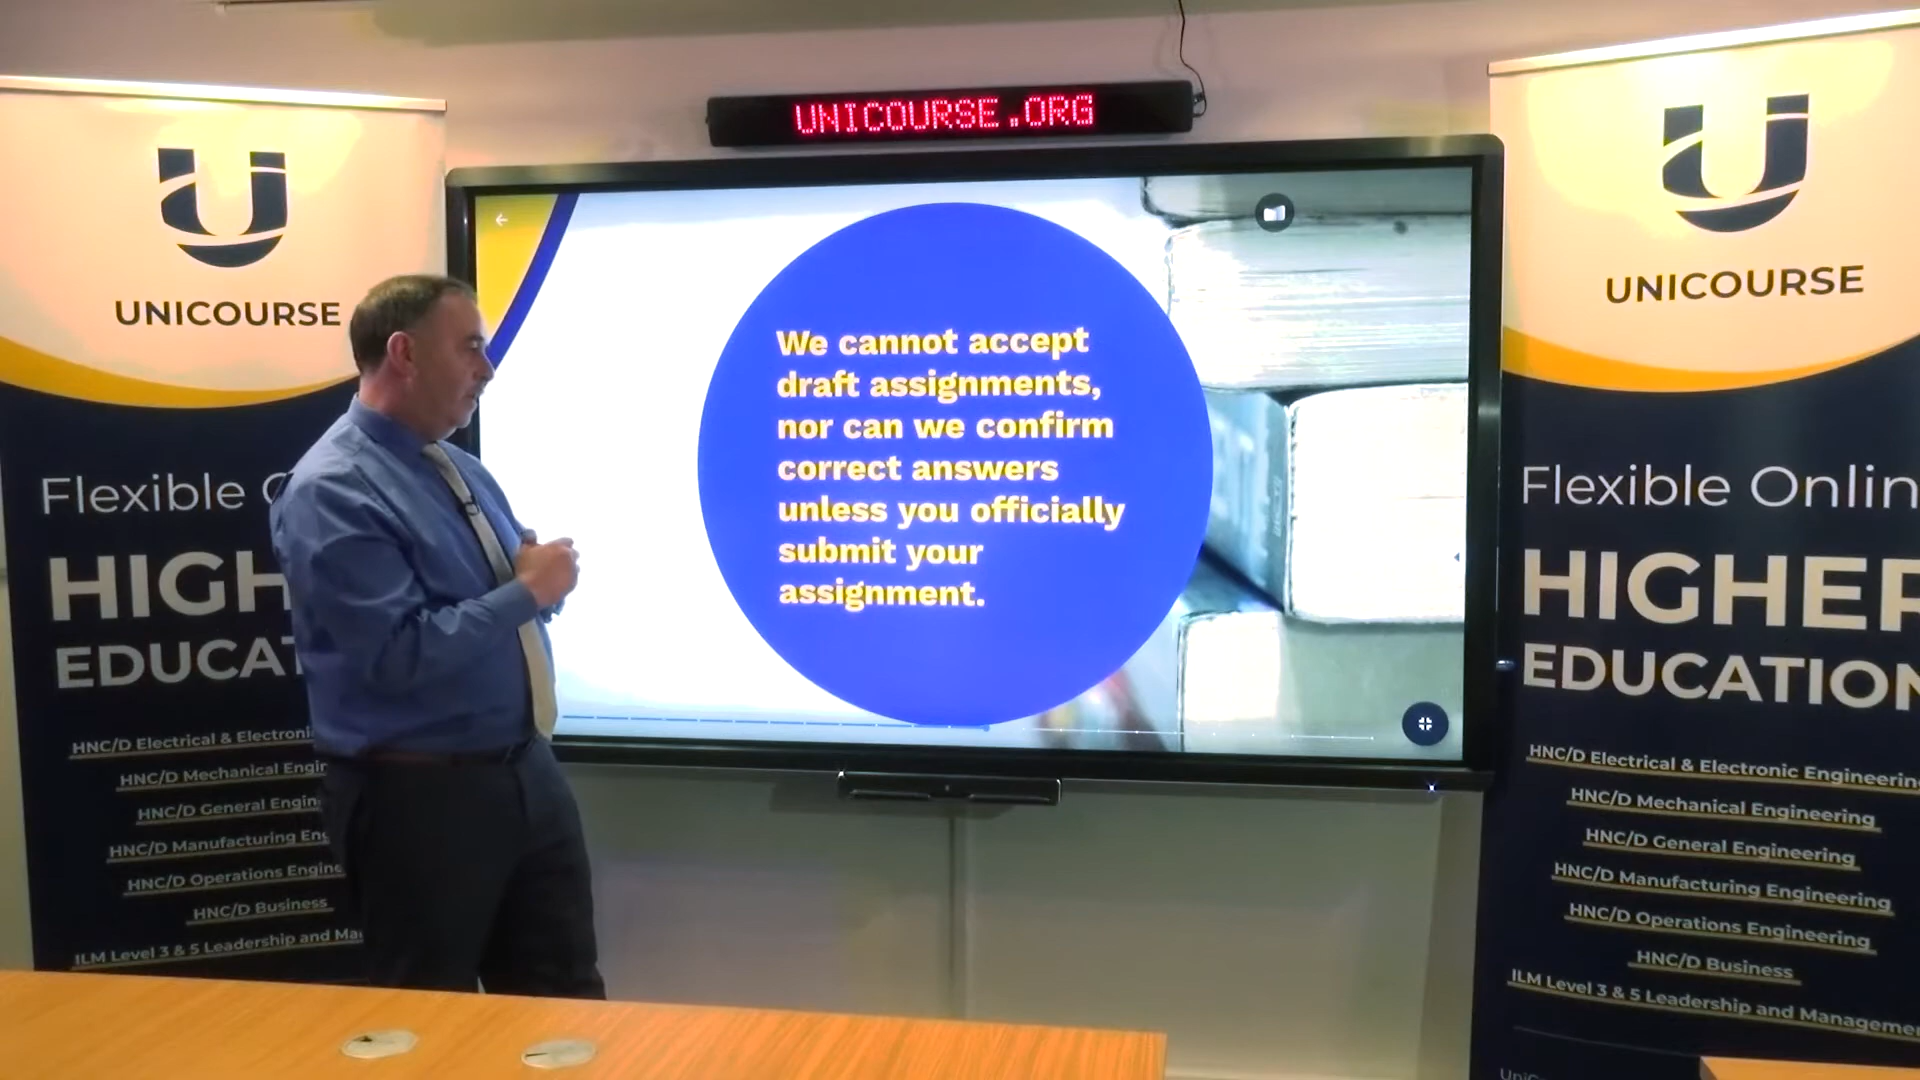 UNICOURSE.ORG
UNICOURSE
Flexible
HIGH
EDUCAT
HNC/D Electrical & Electroni
HNC/D Mechanical Engin
HNC/D General Engin
HNC/D Manufacturing Eng
HNC/D Operations Engine
HNC/D Business
ILM Level 3 & 5 Leadership and Ma
We cannot accept
draft assignments,
nor can we confirm
correct answers
unless you officially
submit your
assignment.
UNICOURSE
Flexible Onlin
HIGHER
EDUCATION
HNC/D Electrical & Electronic Engineering
HNC/D Mechanical Engineering
HNC/D General Engineering
HNC/D Manufacturing Engineering
HNC/D Operations Engineering
HNC/D Business
ILM Level 3 & 5 Leadership and Manageme